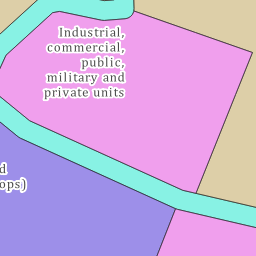 Industrial,
commercial,
public,
military and
private units
d
ops)